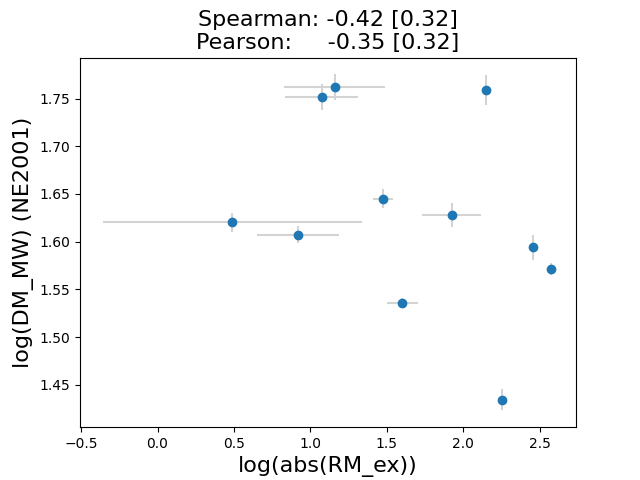 Spearman: -0.42 [0.32]
Pearson: -0.35 [0.32]
log(DM_MW) (NE2001)
1.75
1.70
1.65
1.60
1.55
1.50
1.45
−0.5 0.0 0.5 1.0 1.5 2.0 2.5
log(abs(RM_ex))